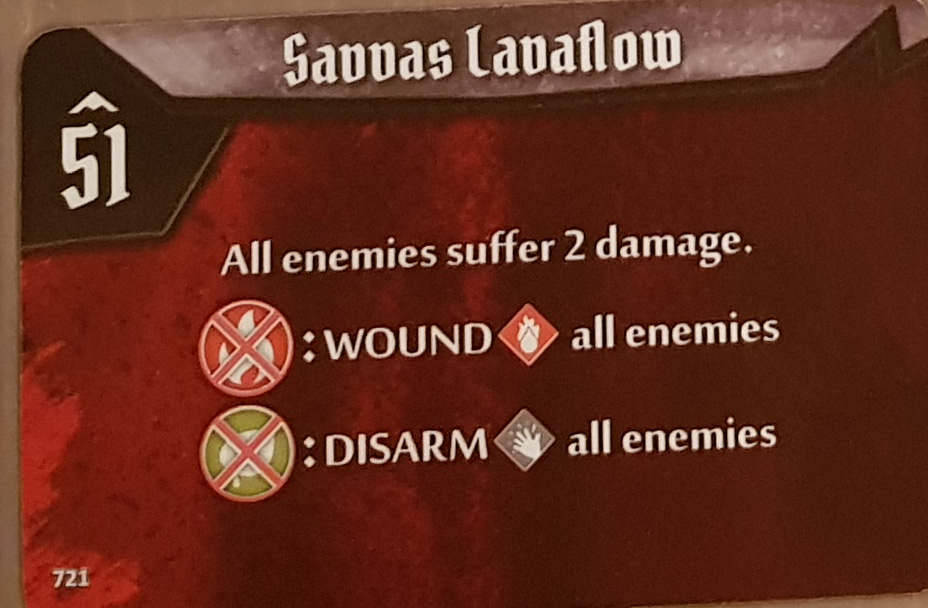 Savvas Lavaflow
51
All enemies suffer 2 damage.
: WOUND all enemies
: DISARM all enemies
721